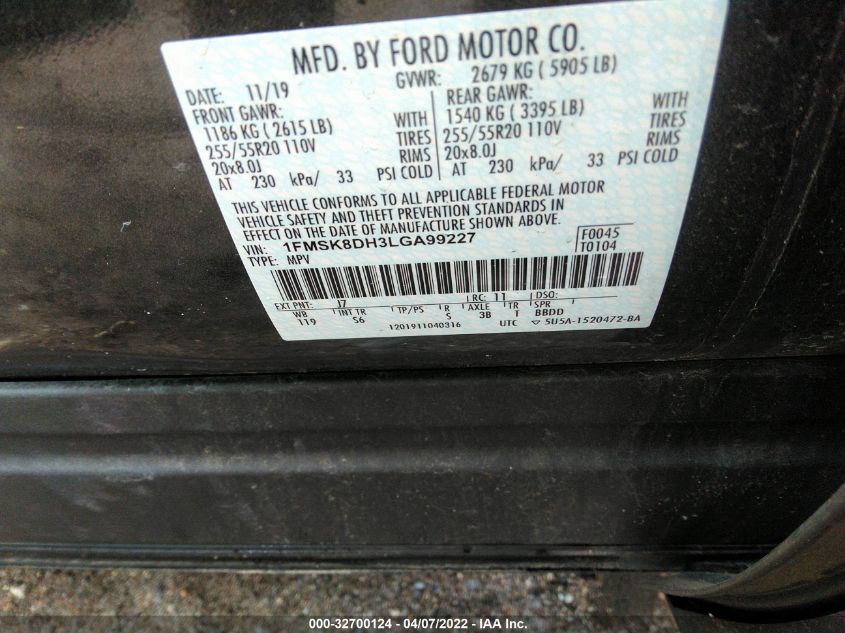 MFD. BY FORD MOTOR CO.
DATE: 11/19 GVWR: 2679 KG ( 5905 LB)
FRONT GAWR: REAR GAWR:
1186 KG ( 2615 LB) WITH 1540 KG ( 3395 LB) WITH
255/55R20 110V TIRES 255/55R20 110V TIRES
20x8.0J RIMS 20x8.0J RIMS
AT 230 kPa/ 33 PSI COLD AT 230 kPa/ 33 PSI COLD
THIS VEHICLE CONFORMS TO ALL APPLICABLE FEDERAL MOTOR
VEHICLE SAFETY AND THEFT PREVENTION STANDARDS IN
EFFECT ON THE DATE OF MANUFACTURE SHOWN ABOVE.
VIN: 1FMSK8DH3LGA99227 F0045
TYPE: MPV T0104
EXT PNT: J7 RC: 11 DSO:
WB INT TR TP/PS R AXLE TR SPR
119 S6 S 3B T BBDD
1201911040316 UTC ▽ 5U5A-1520472-BA
000-32700124 - 04/07/2022 - IAA Inc.